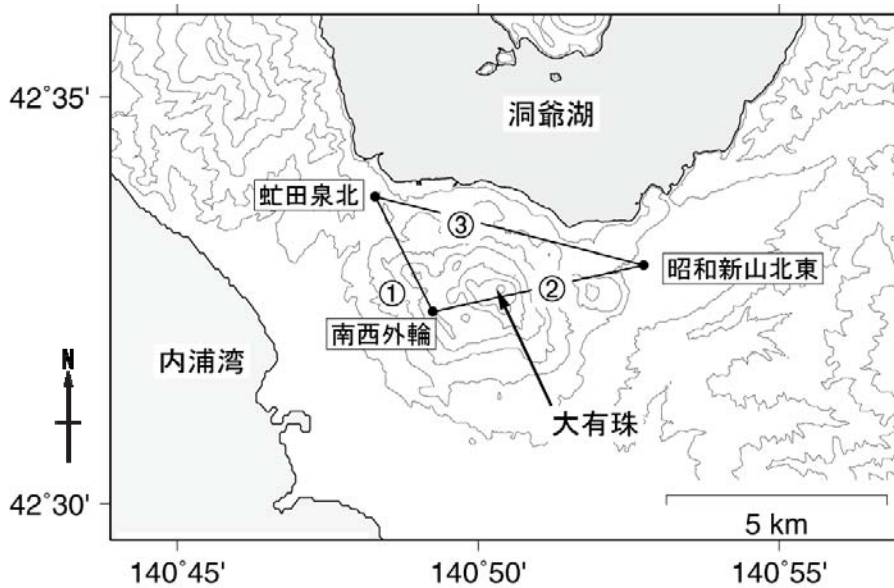 42˚35'
洞爺湖
虻田泉北
③
昭和新山北東
①
②
南西外輪
内浦湾
N
大有珠
42˚30'
5 km
140˚45'
140˚50'
140˚55'